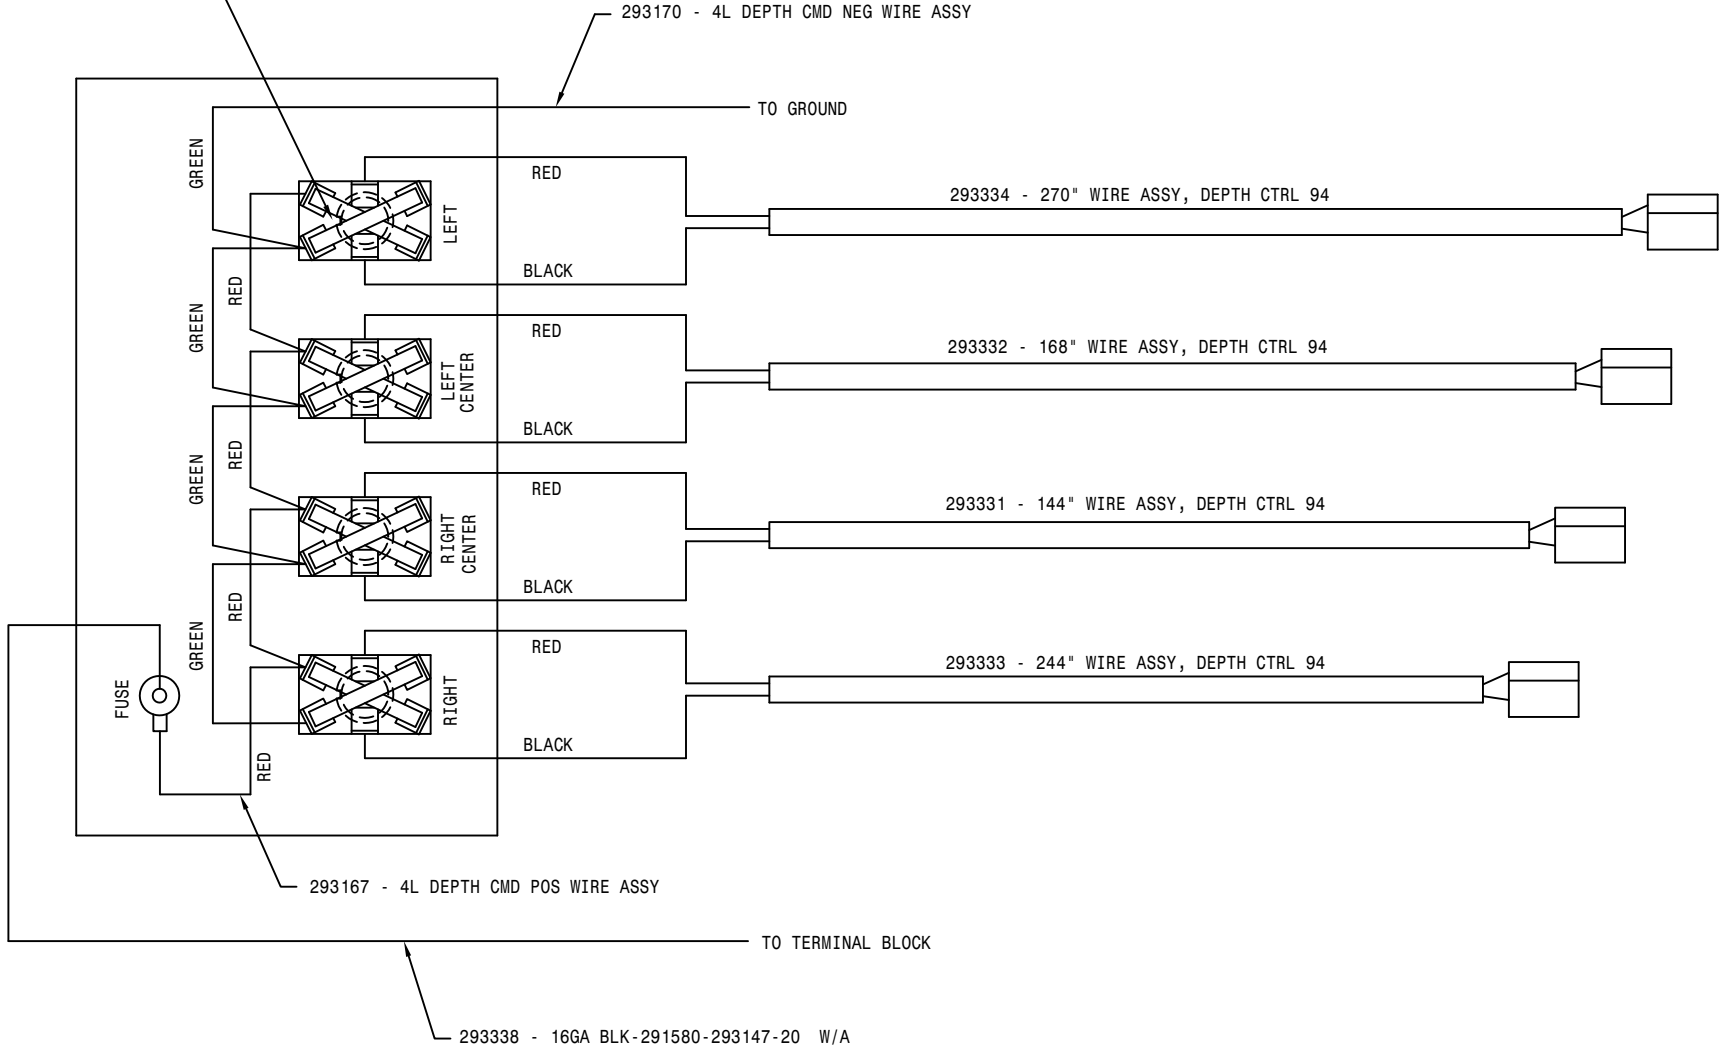 293170 - 4L DEPTH CMD NEG WIRE ASSY
TO GROUND
GREEN
RED
293334 - 270" WIRE ASSY, DEPTH CTRL 94
LEFT
BLACK
RED
GREEN
RED
293332 - 168" WIRE ASSY, DEPTH CTRL 94
LEFT
CENTER
BLACK
RED
GREEN
RED
293331 - 144" WIRE ASSY, DEPTH CTRL 94
RIGHT
CENTER
BLACK
RED
GREEN
RED
293333 - 244" WIRE ASSY, DEPTH CTRL 94
FUSE
RIGHT
BLACK
RED
293167 - 4L DEPTH CMD POS WIRE ASSY
TO TERMINAL BLOCK
293338 - 16GA BLK-291580-293147-20 W/A